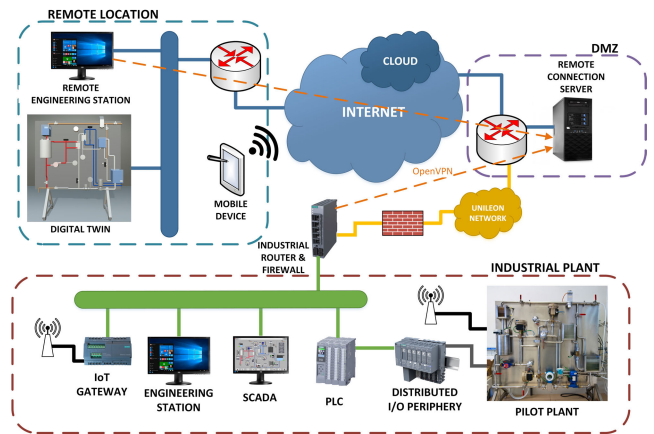 REMOTE LOCATION
REMOTE
ENGINEERING STATION
DIGITAL TWIN
MOBILE
DEVICE
CLOUD
INTERNET
DMZ
REMOTE
CONNECTION
SERVER
OpenVPN
UNILEON
NETWORK
INDUSTRIAL
ROUTER &
FIREWALL
INDUSTRIAL PLANT
IoT
GATEWAY
ENGINEERING
STATION
SCADA
PLC
DISTRIBUTED
I/O PERIPHERY
PILOT PLANT